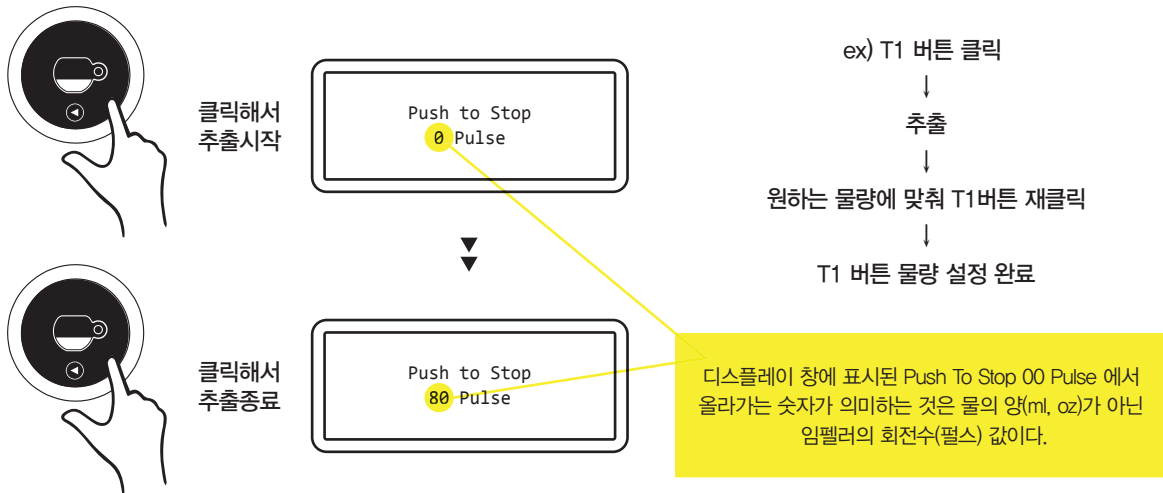 클릭해서
추출시작
Push to Stop
0 Pulse
클릭해서
추출종료
Push to Stop
80 Pulse
ex) T1 버튼 클릭
↓
추출
↓
원하는 물량에 맞춰 T1버튼 재클릭
↓
T1 버튼 물량 설정 완료
디스플레이 창에 표시된 Push To Stop 00 Pulse 에서
올라가는 숫자가 의미하는 것은 물의 양(ml, oz)가 아닌
임펠러의 회전수(펄스) 값이다.